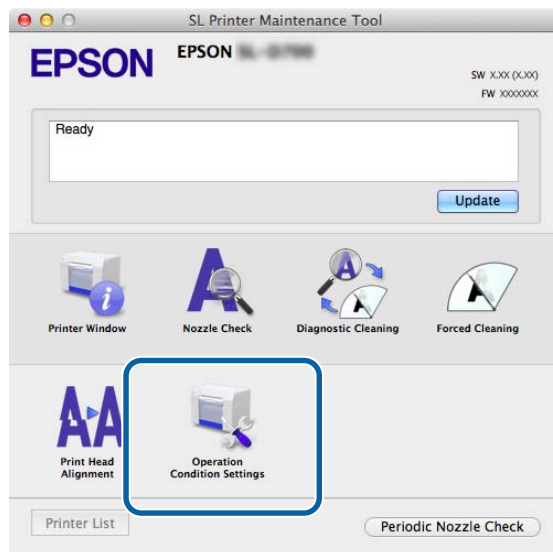 SL Printer Maintenance Tool
EPSON
EPSON
SW X.XX (X.XX)
FW XXXXXXX
Ready
Update
Printer Window
Nozzle Check
Diagnostic Cleaning
Forced Cleaning
Print Head
Alignment
Operation
Condition Settings
Printer List
Periodic Nozzle Check